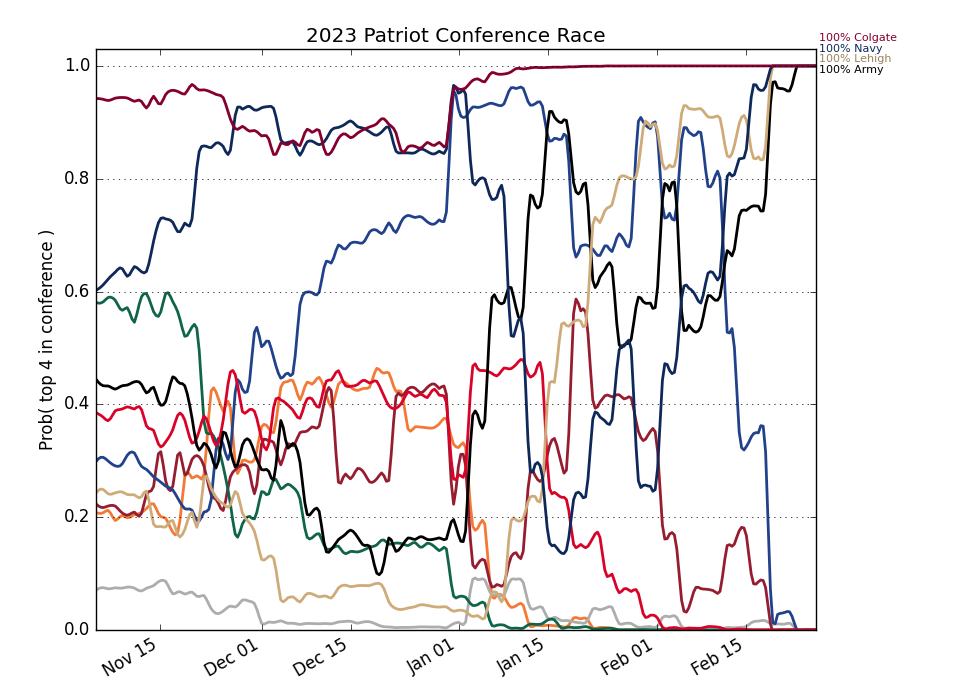 2023 Patriot Conference Race
100% Colgate
100% Navy
100% Lehigh
100% Army
Prob( top 4 in conference )
1.0
0.8
0.6
0.4
0.2
0.0
Nov 15
Dec 01
Dec 15
Jan 01
Jan 15
Feb 01
Feb 15